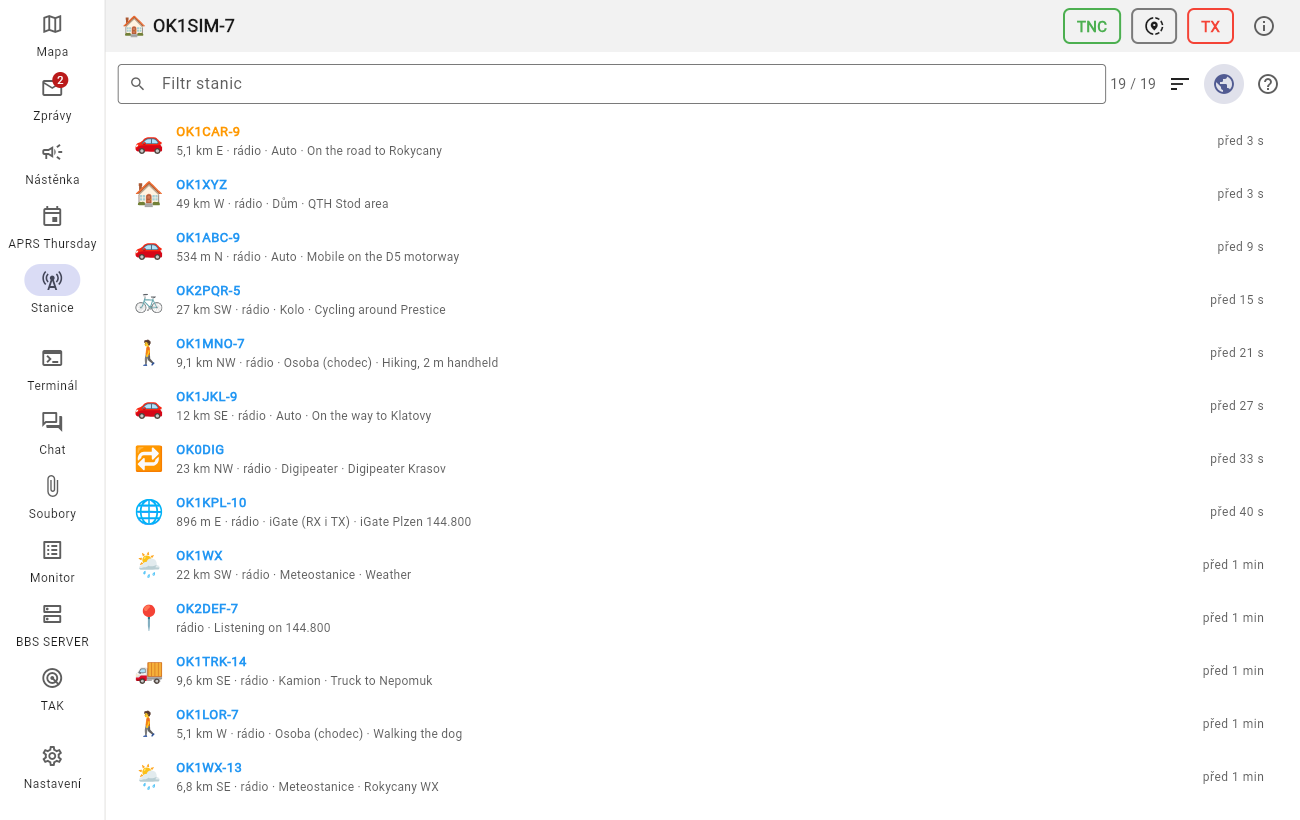 OK1SIM-7
TNC
TX
Mapa
2
Zprávy
Nástěnka
APRS Thursday
Stanice
Terminál
Chat
Soubory
Monitor
BBS SERVER
TAK
Nastavení
Filtr stanic
19 / 19
OK1CAR-9
5,1 km E · rádio · Auto · On the road to Rokycany
před 3 s
OK1XYZ
49 km W · rádio · Dům · QTH Stod area
před 3 s
OK1ABC-9
534 m N · rádio · Auto · Mobile on the D5 motorway
před 9 s
OK2PQR-5
27 km SW · rádio · Kolo · Cycling around Prestice
před 15 s
OK1MNO-7
9,1 km NW · rádio · Osoba (chodec) · Hiking, 2 m handheld
před 21 s
OK1JKL-9
12 km SE · rádio · Auto · On the way to Klatovy
před 27 s
OK0DIG
23 km NW · rádio · Digipeater · Digipeater Krasov
před 33 s
OK1KPL-10
896 m E · rádio · iGate (RX i TX) · iGate Plzen 144.800
před 40 s
OK1WX
22 km SW · rádio · Meteostanice · Weather
před 1 min
OK2DEF-7
rádio · Listening on 144.800
před 1 min
OK1TRK-14
9,6 km SE · rádio · Kamion · Truck to Nepomuk
před 1 min
OK1LOR-7
5,1 km W · rádio · Osoba (chodec) · Walking the dog
před 1 min
OK1WX-13
6,8 km SE · rádio · Meteostanice · Rokycany WX
před 1 min